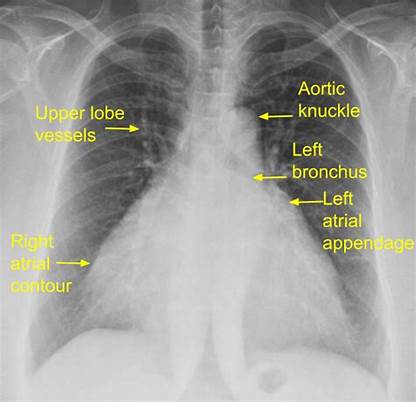 Upper lobe
vessels
Aortic
knuckle
Left
bronchus
Left
atrial
appendage
Right
atrial
contour